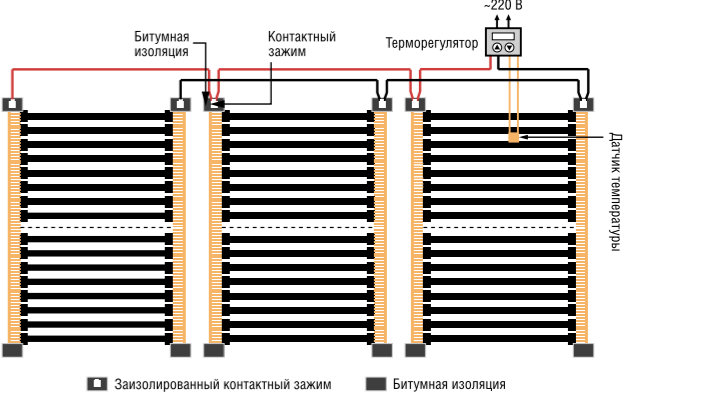 ~220 В
Битумная
изоляция
Контактный
зажим
Терморегулятор
Датчик температуры
Заизолированный контактный зажим
Битумная изоляция